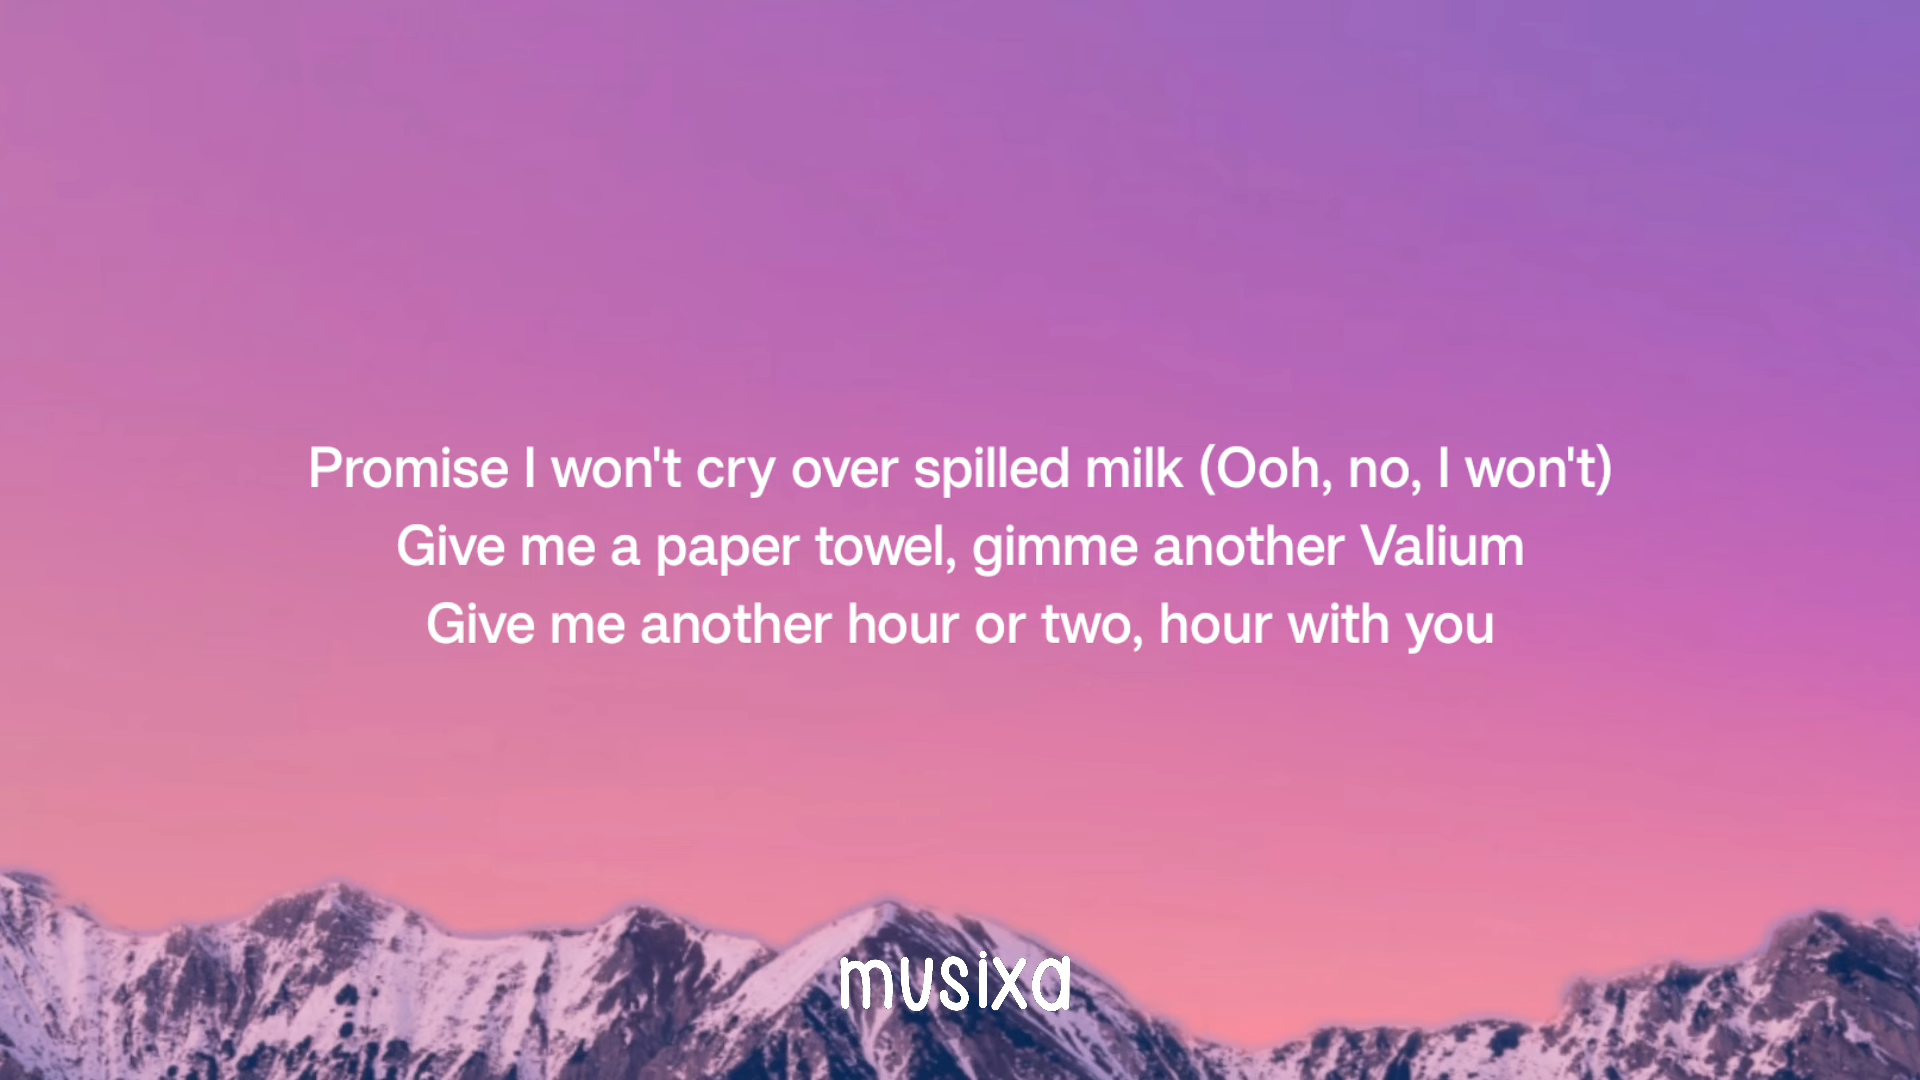 Promise I won't cry over spilled milk (Ooh, no, I won't)
Give me a paper towel, gimme another Valium
Give me another hour or two, hour with you
musixa